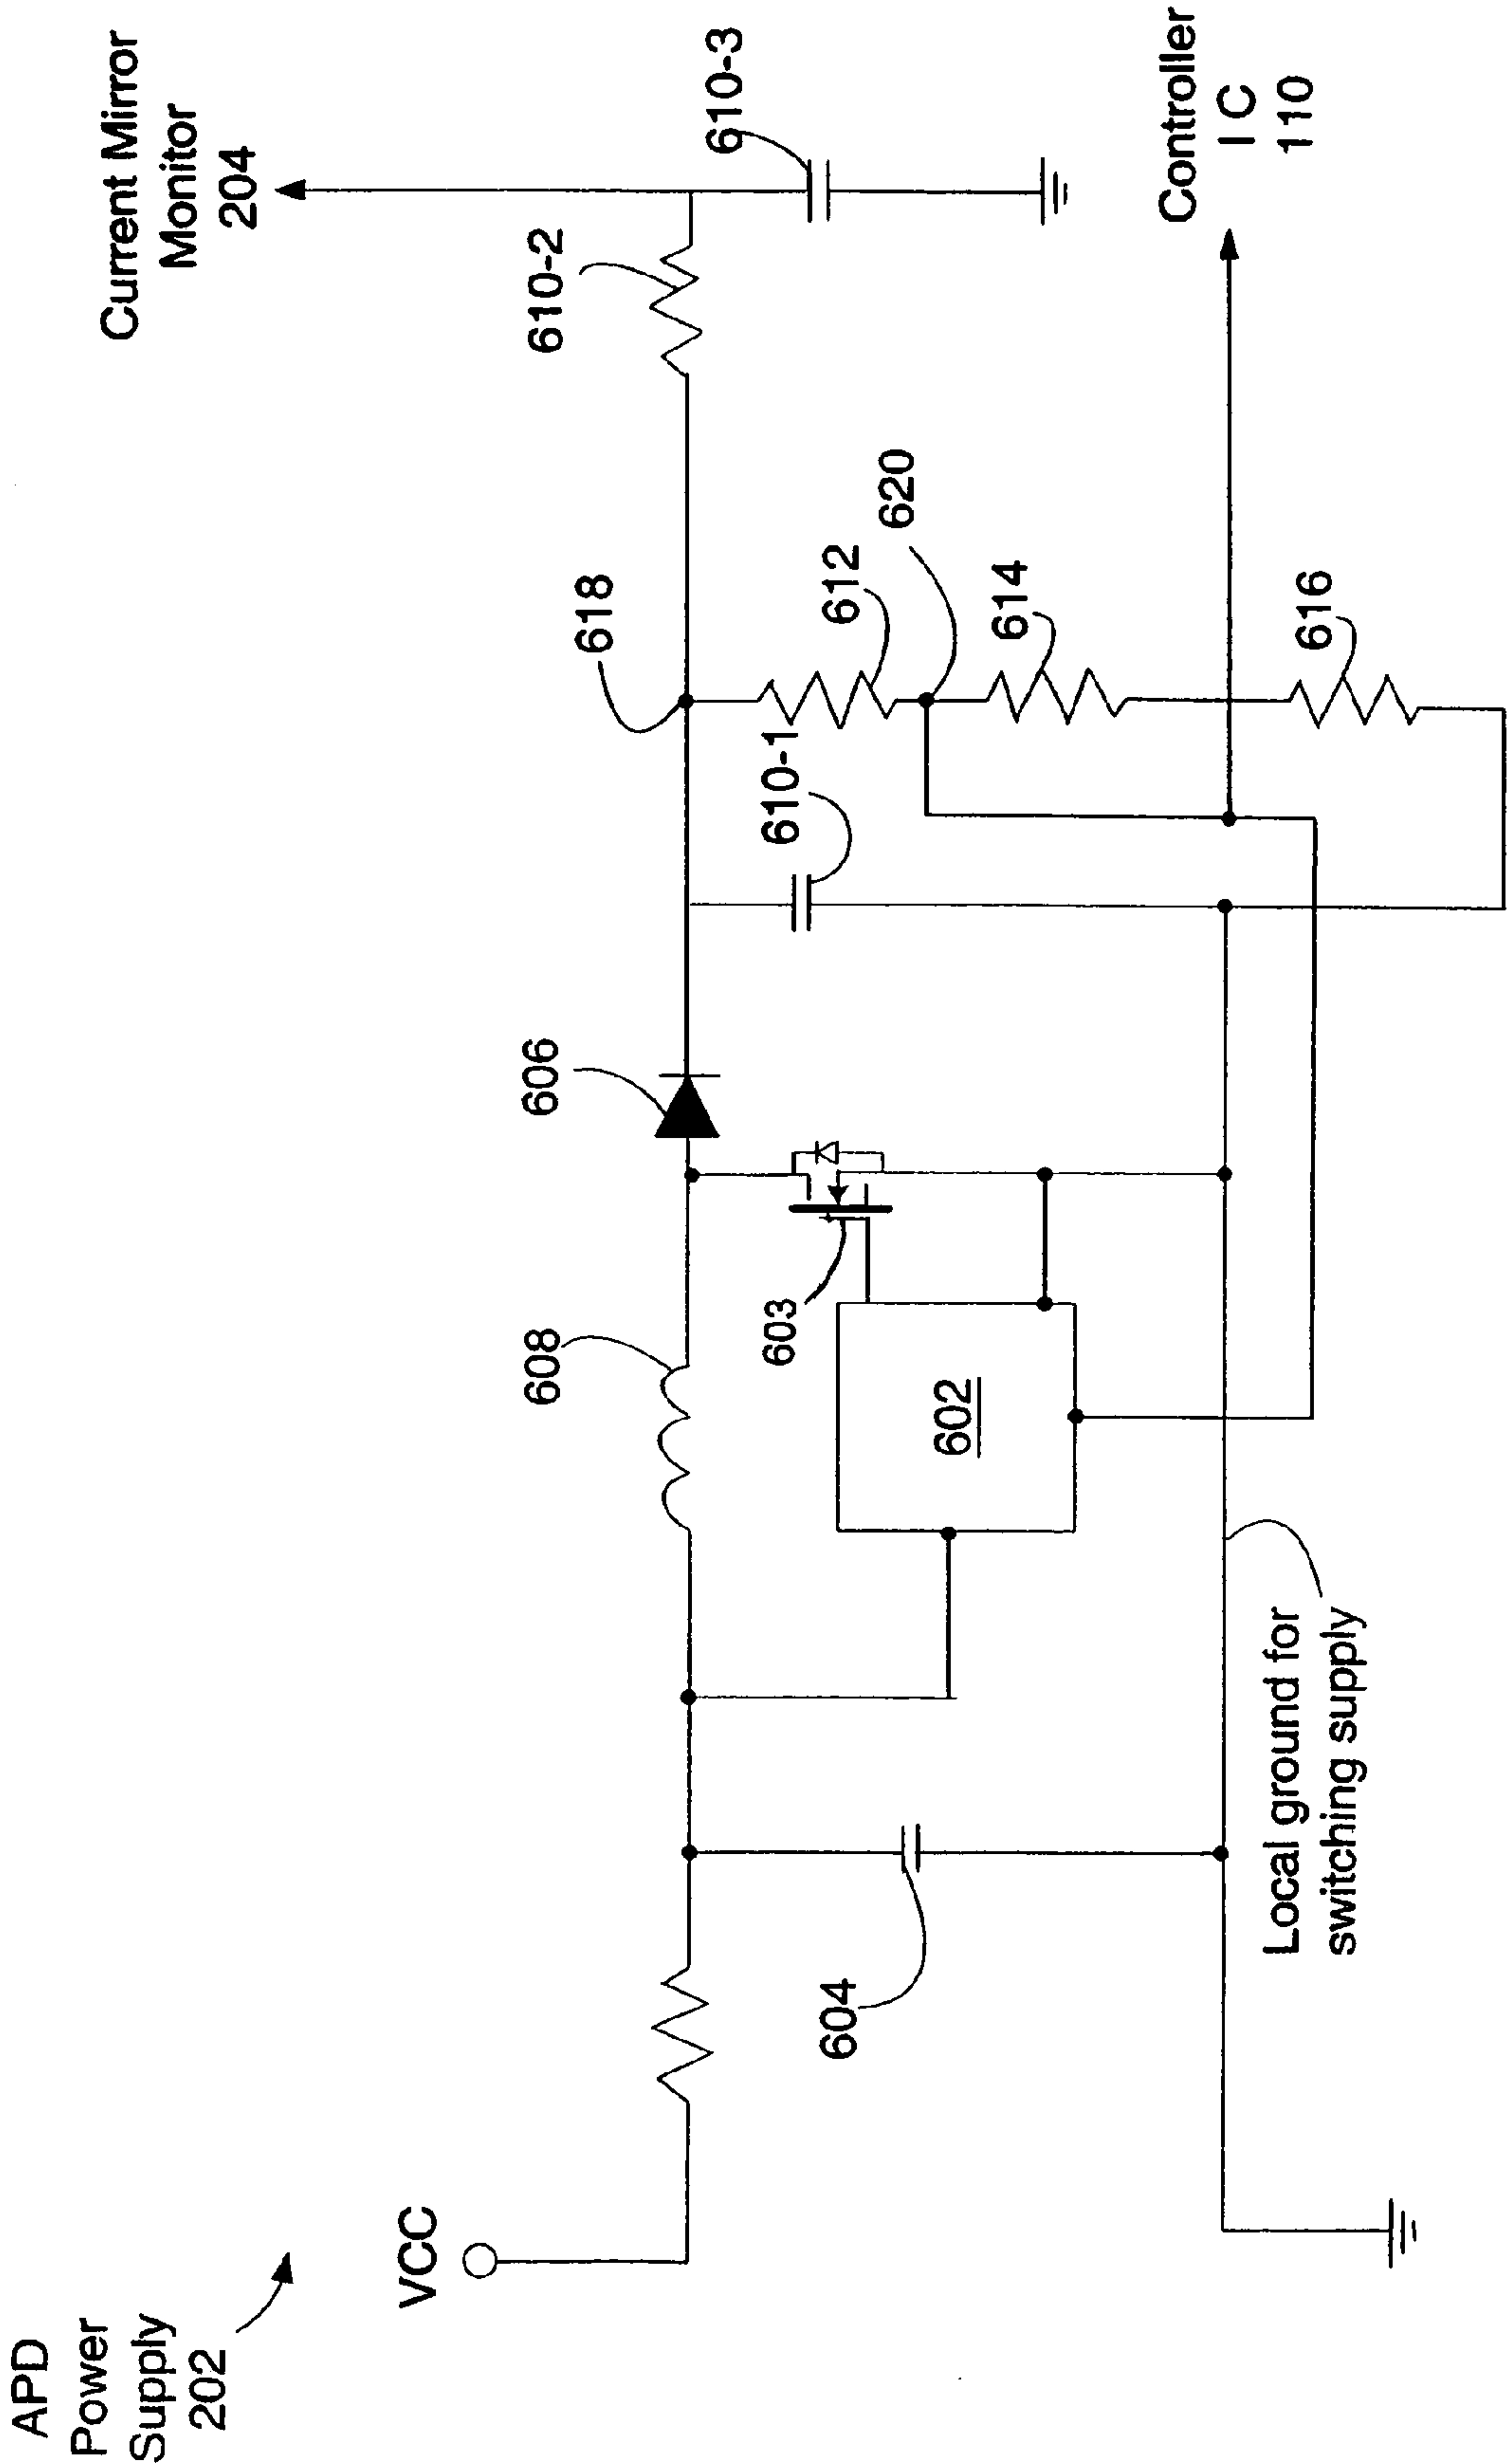 APD
Power
Supply
202
VCC
604
Local ground for
switching supply
608
602
603
606
610-1
618
612
620
614
616
610-2
610-3
Current Mirror
Monitor
204
Controller
I C
110